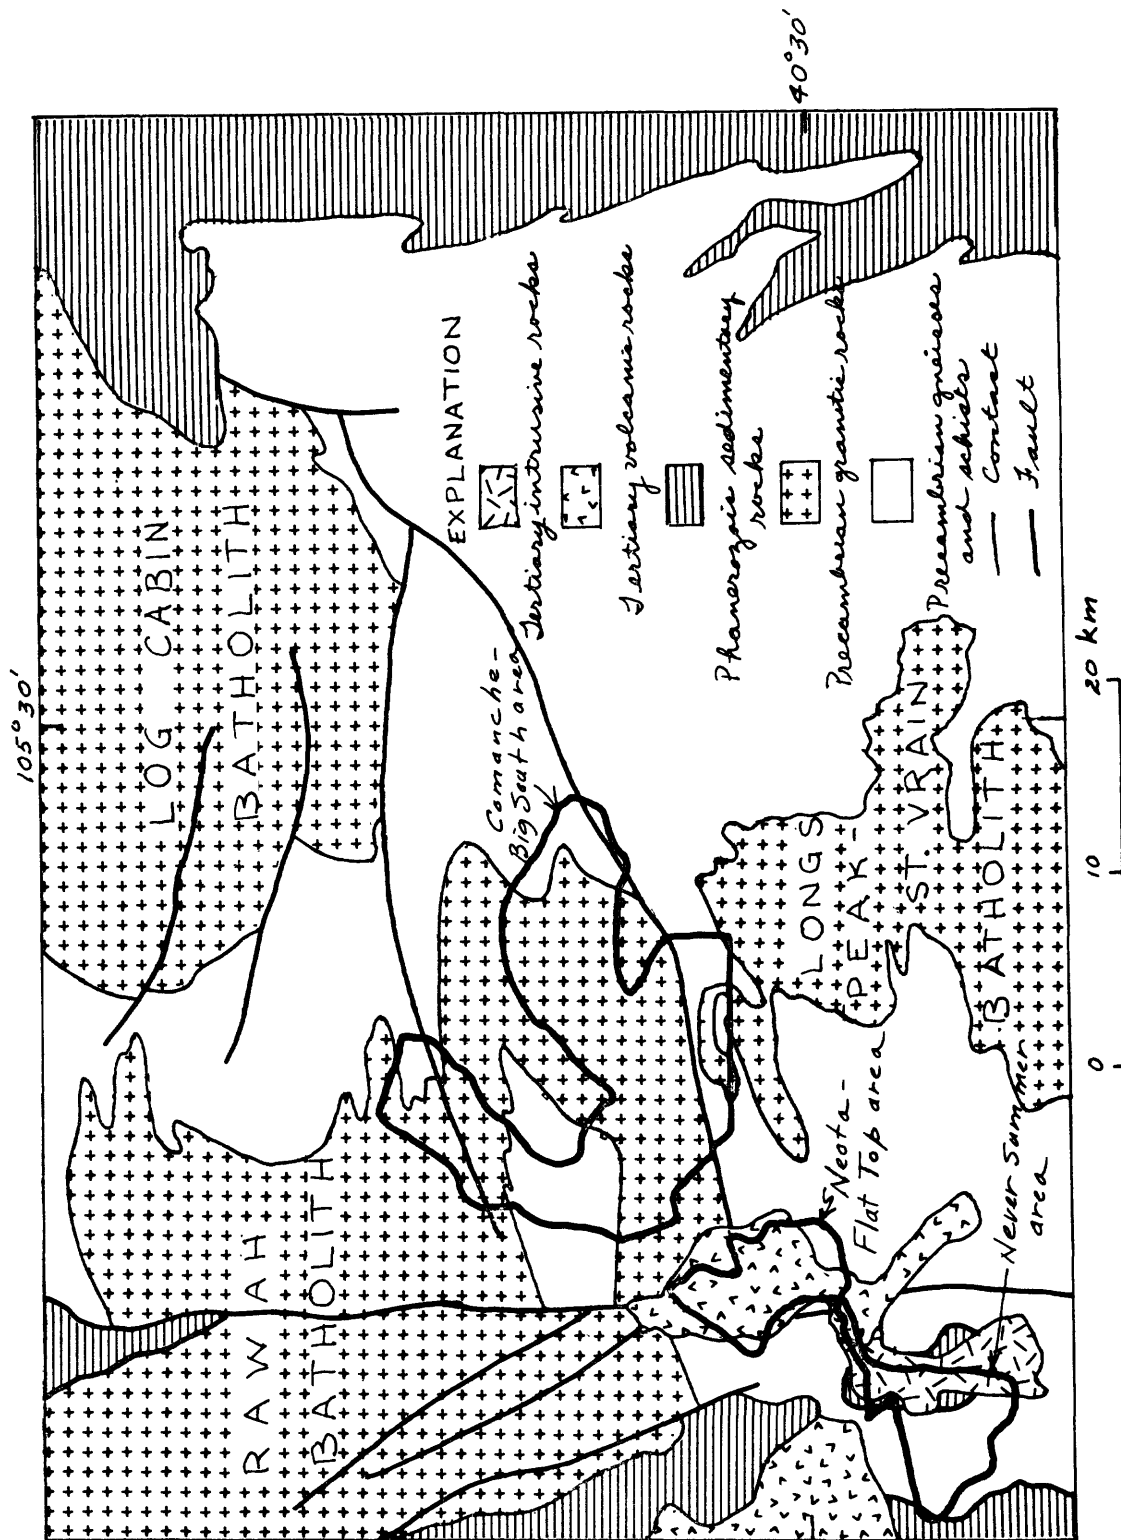 105°30'
40°30'
LOG CABIN
BATHOLITH
RAWAH
BATHOLITH
Comanche-
Big South area
LONGS
PEAK-
ST. VRAIN
BATHOLITH
Neota-
Flat Top area
Never Summer
area
EXPLANATION
Tertiary intrusive rocks
Tertiary volcanic rocks
Phanerozoic sedimentary
rocks
Precambrian granitic rocks
Precambrian gneisses
and schists
Contact
Fault
0 10 20 km